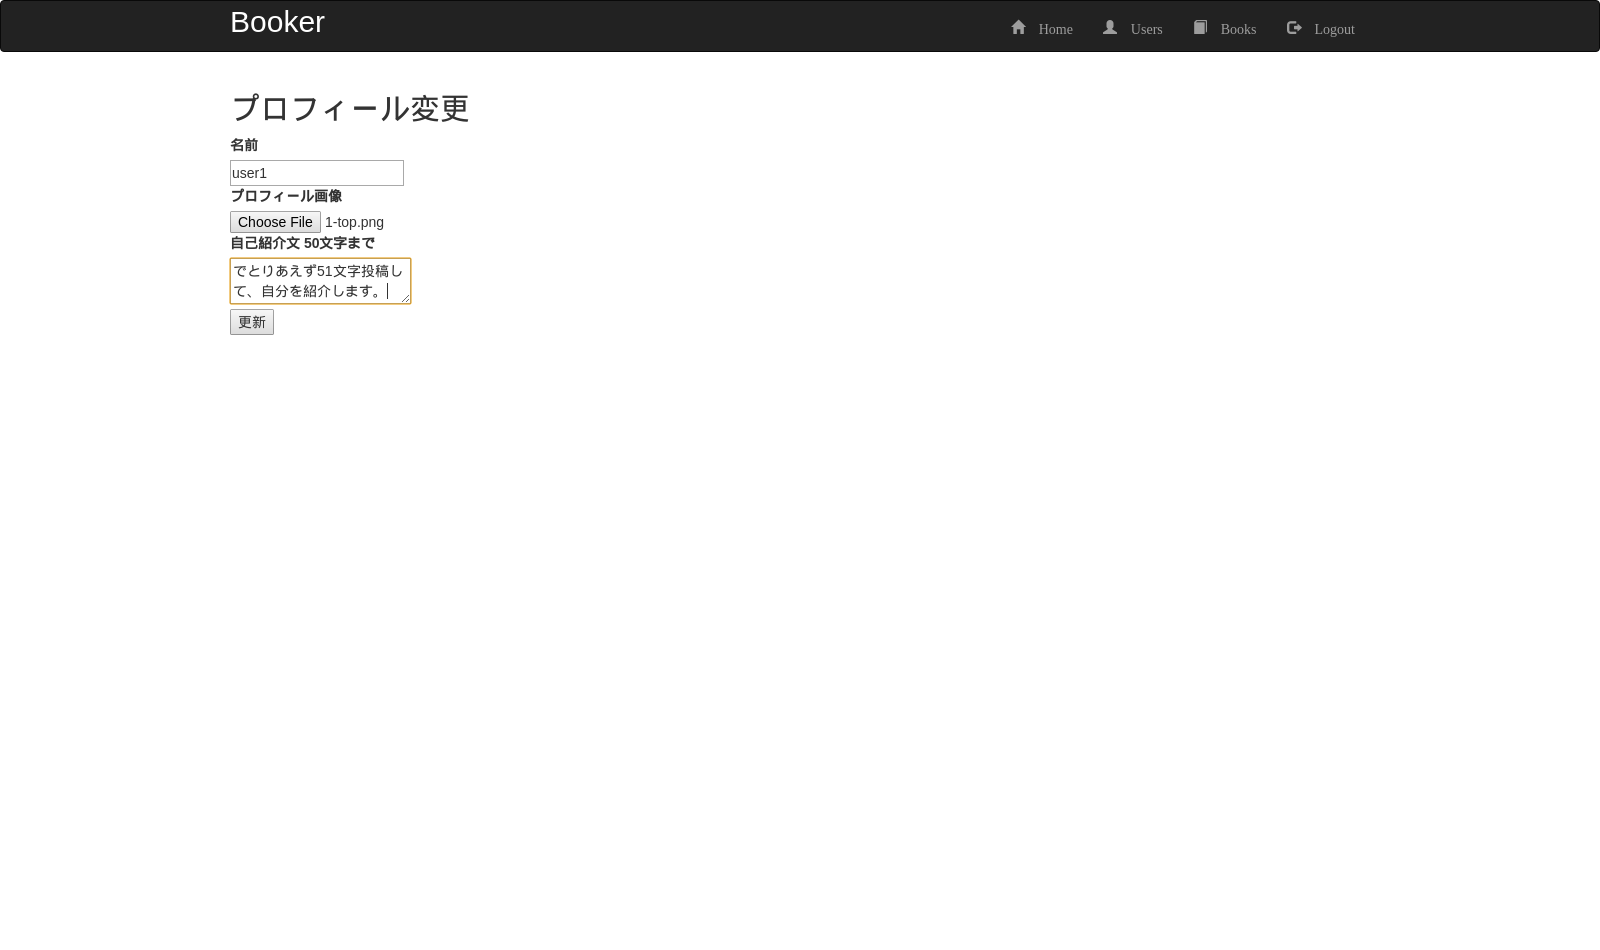 Booker
Home Users Books Logout
プロフィール変更
名前
user1
プロフィール画像
Choose File 1-top.png
自己紹介文 50文字まで
でとりあえず51文字投稿し
て、自分を紹介します。
更新